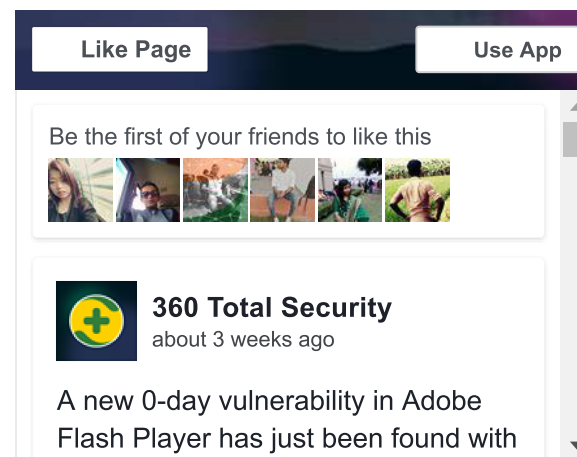 Like Page
Use App
Be the first of your friends to like this
360 Total Security
about 3 weeks ago
A new 0-day vulnerability in Adobe
Flash Player has just been found with